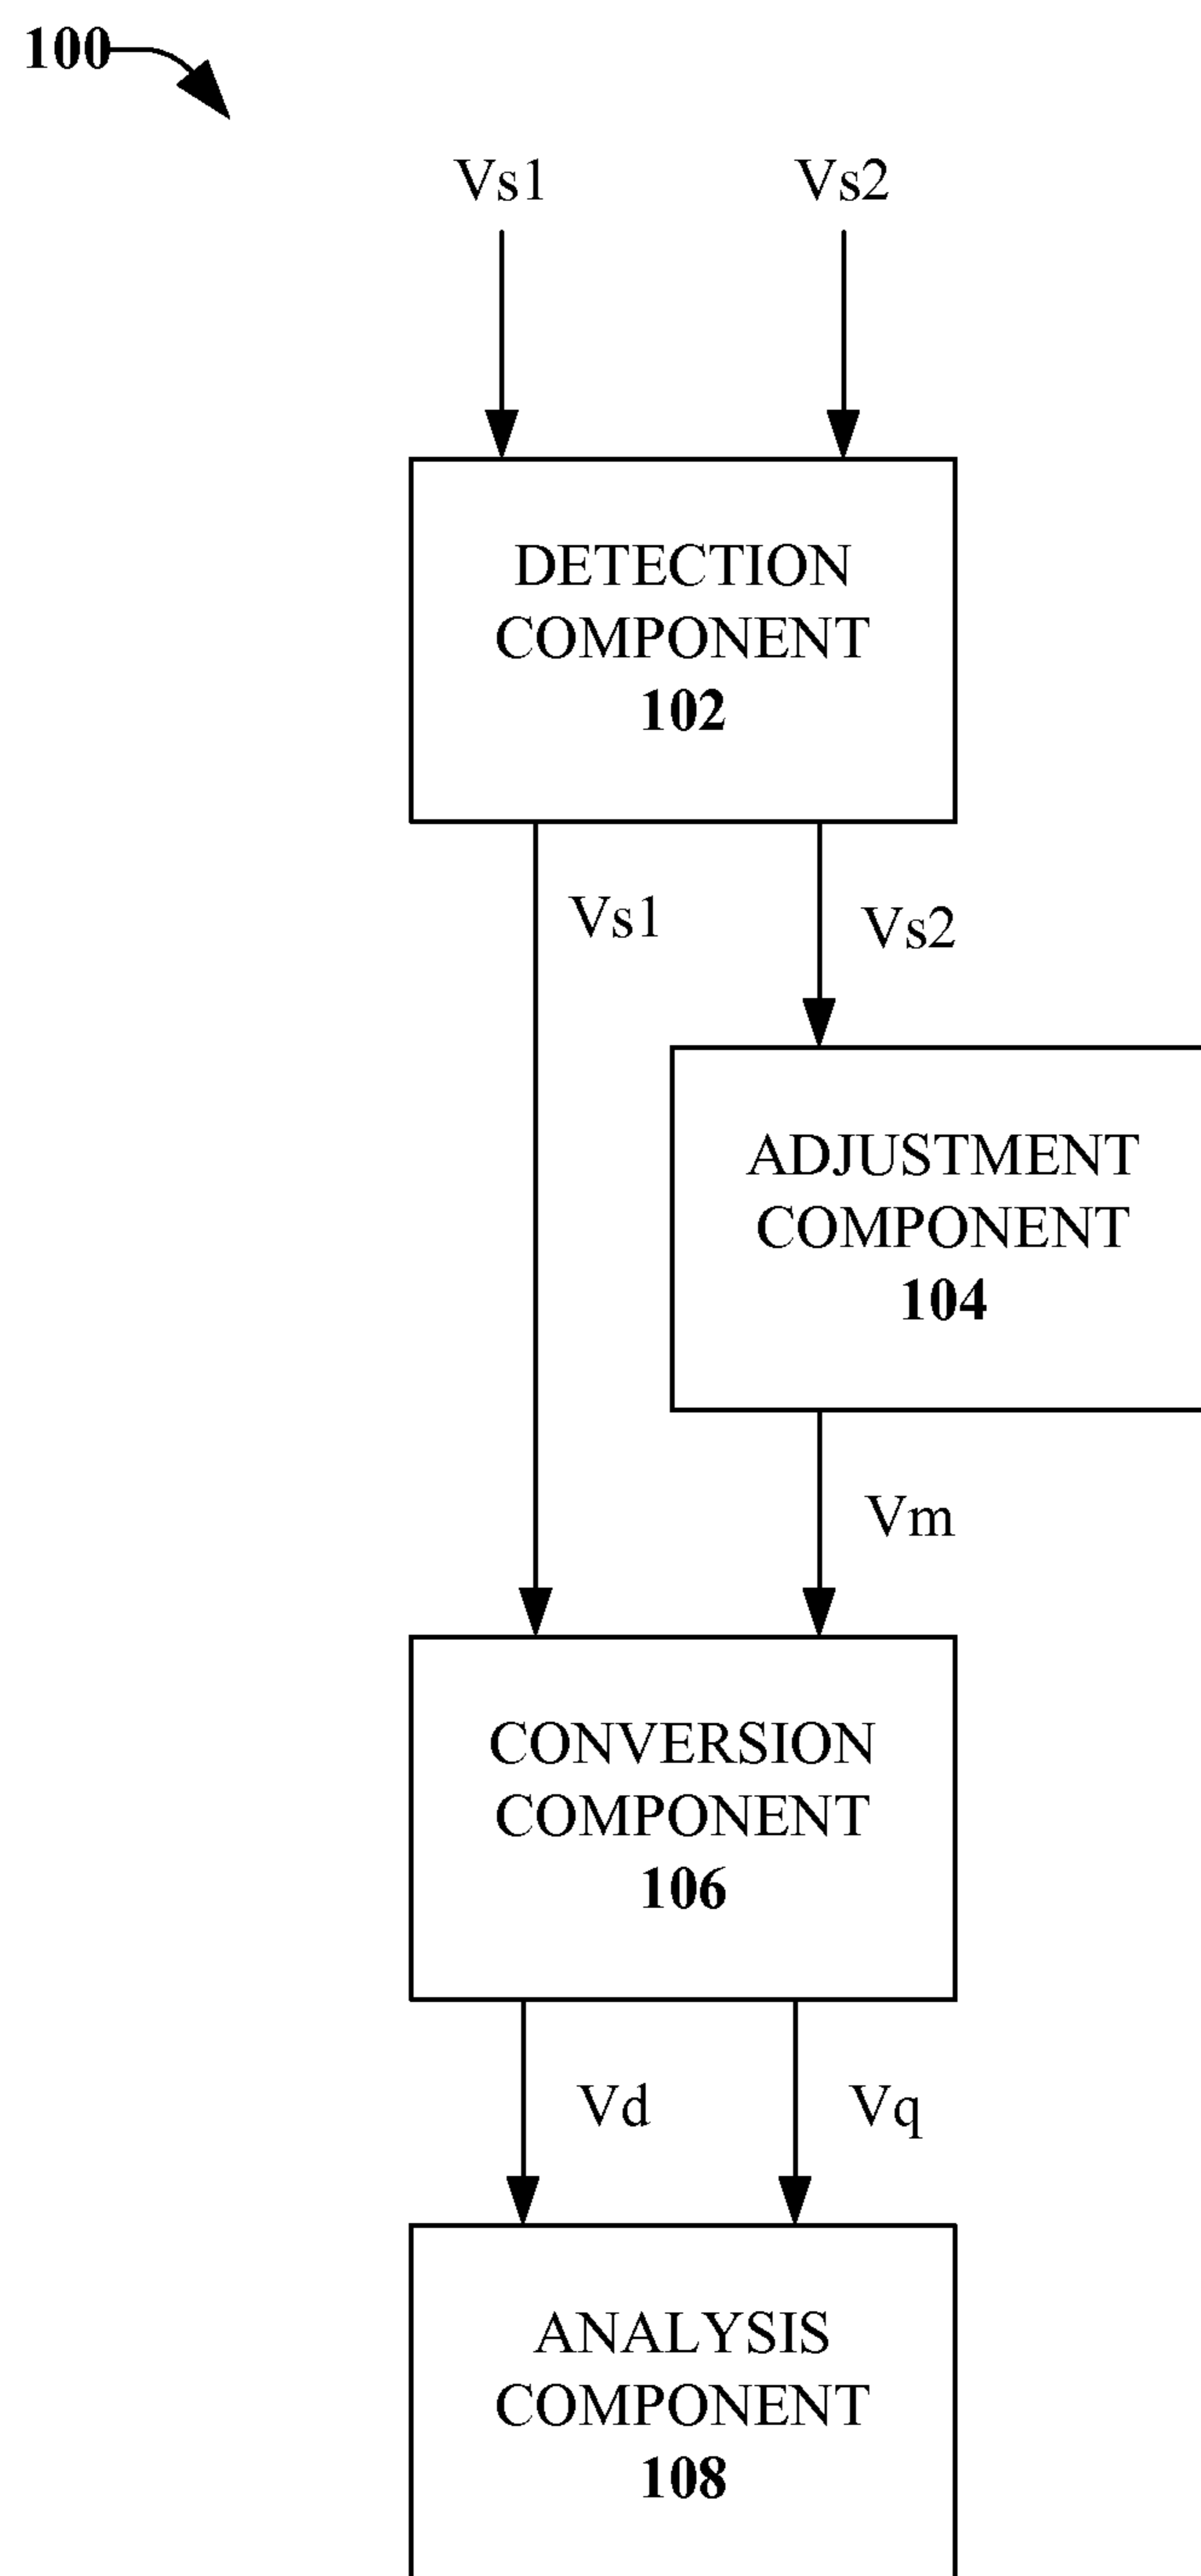 100
Vs1 Vs2
DETECTION
COMPONENT
102
Vs1 Vs2
ADJUSTMENT
COMPONENT
104
Vm
CONVERSION
COMPONENT
106
Vd Vq
ANALYSIS
COMPONENT
108